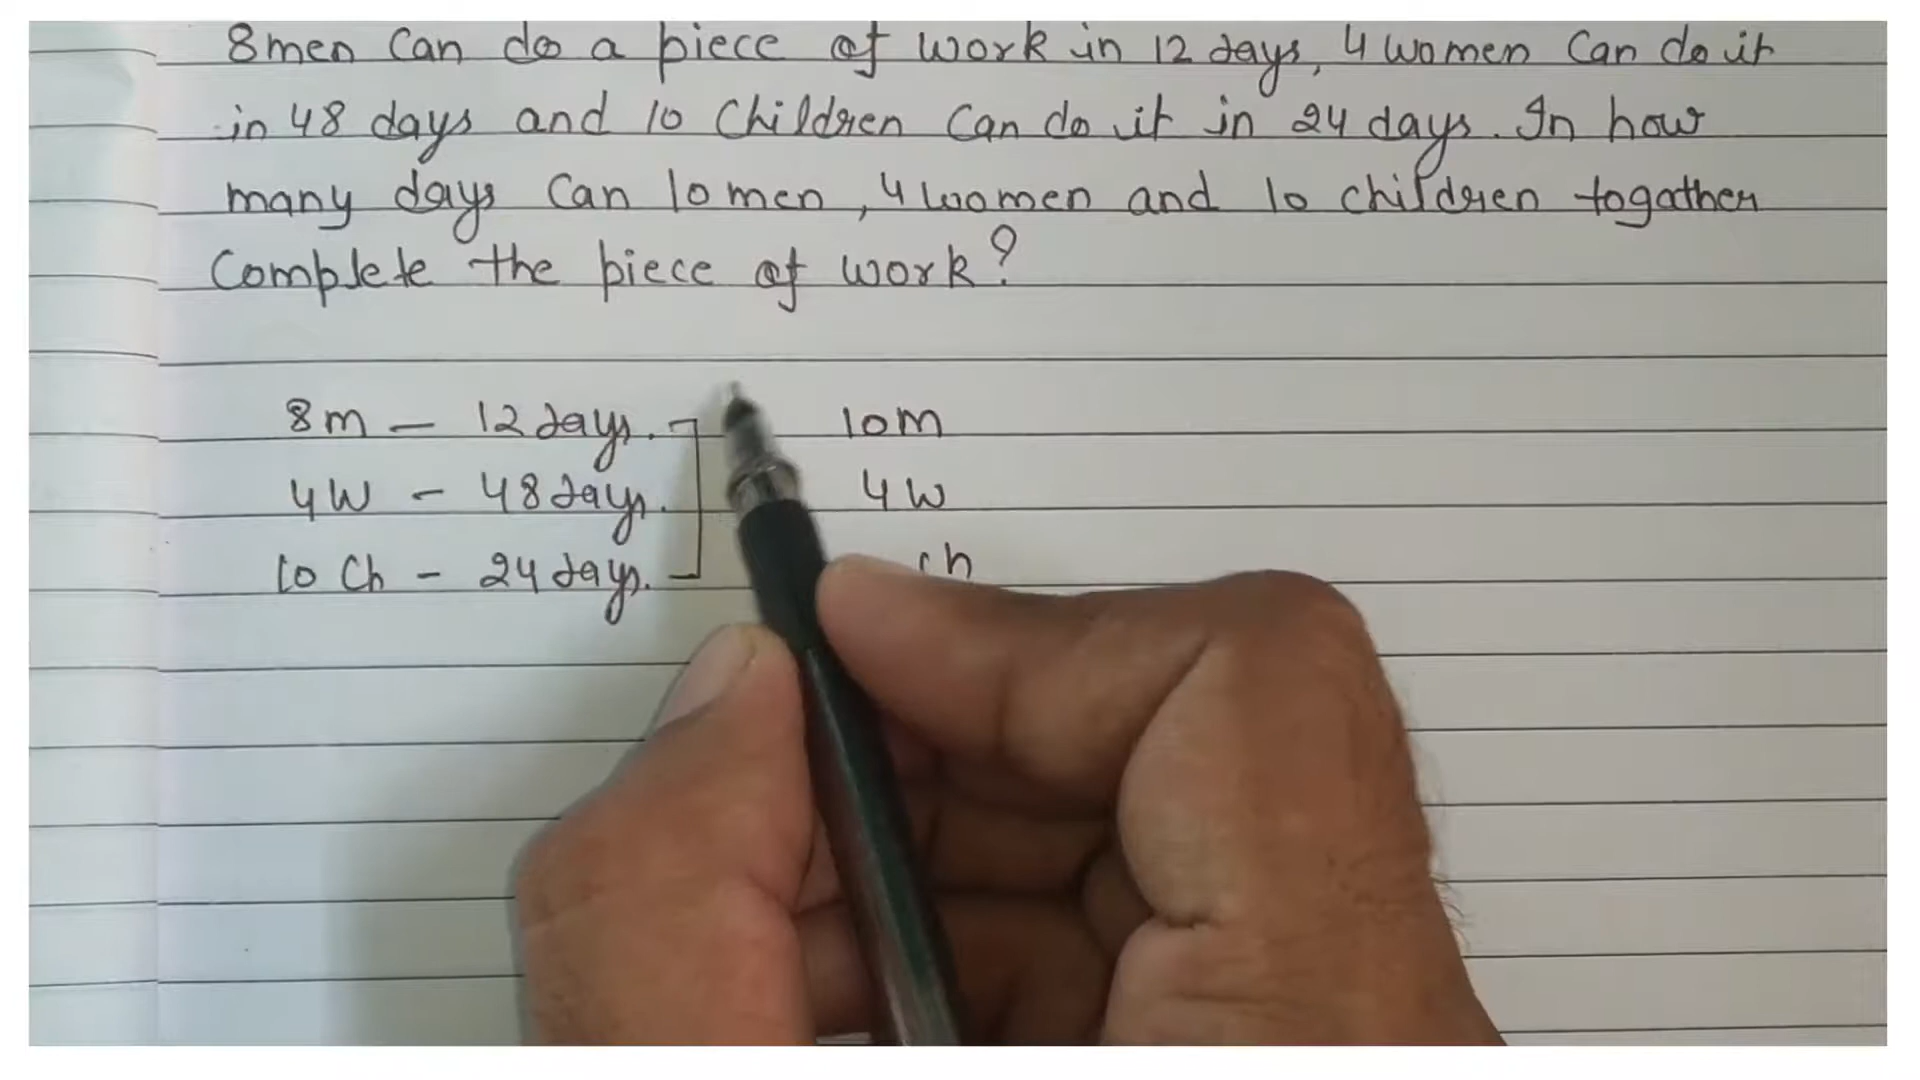 8 men can do a piece of work in 12 days, 4 women can do it
in 48 days and 10 children can do it in 24 days. In how
many days can 10 men, 4 women and 10 children togather
complete the piece of work?
8m - 12 days. 10M
4W - 48 days. 4W
10 Ch - 24 days. ch